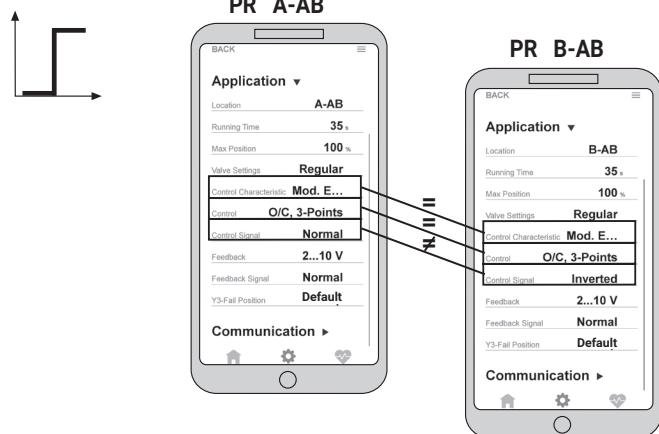 PR A-AB
BACK
Application ▼
Location A-AB
Running Time 35 s
Max Position 100 %
Valve Settings Regular
Control Characteristic Mod. E...
Control O/C, 3-Points
Control Signal Normal
Feedback 2...10 V
Feedback Signal Normal
Y3-Fail Position Default
Communication ►
=
=
≠
PR B-AB
BACK
Application ▼
Location B-AB
Running Time 35 s
Max Position 100 %
Valve Settings Regular
Control Characteristic Mod. E...
Control O/C, 3-Points
Control Signal Inverted
Feedback 2...10 V
Feedback Signal Normal
Y3-Fail Position Default
Communication ►